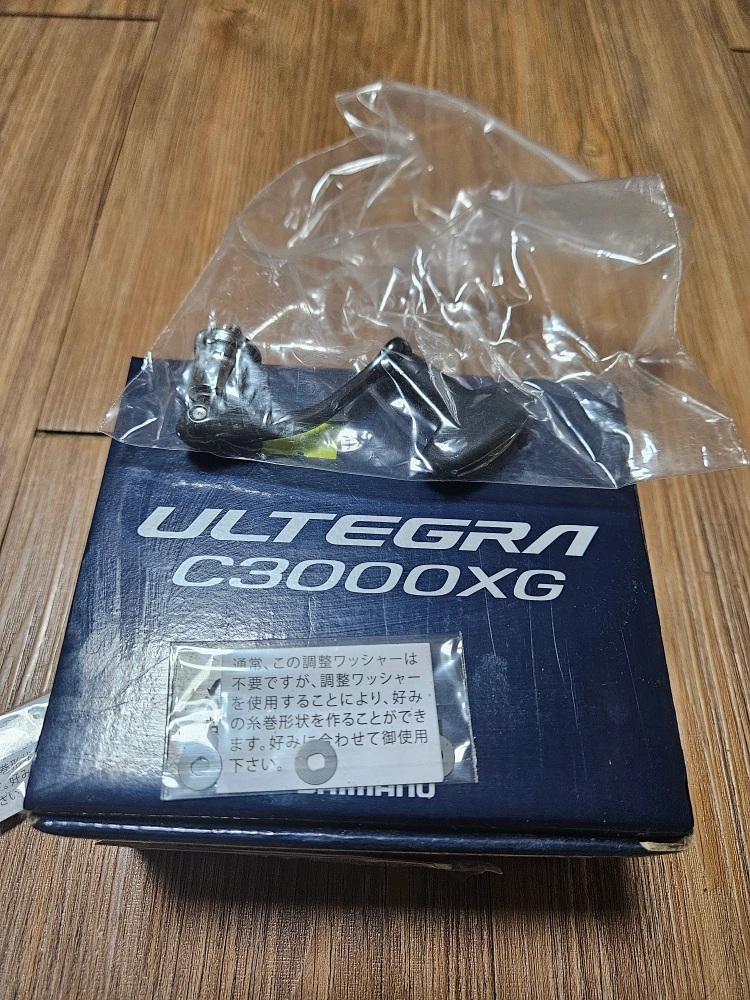 ULTEGRA
C3000XG
通常、この調整ワッシャーは
不要ですが、調整ワッシャー
を使用することにより、好み
の糸巻形状を作ることができ
ます。好みに合わせて御使用
下さい。
SHIMANO